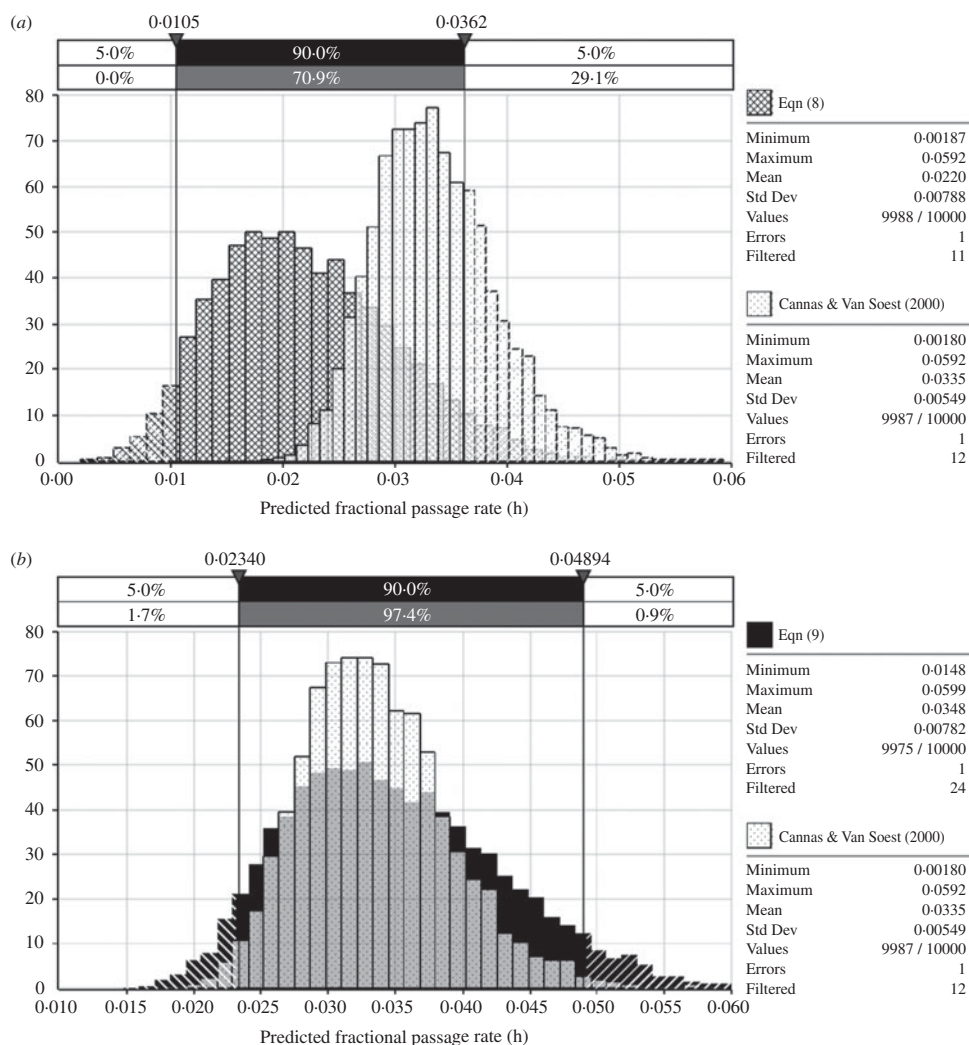 (a)
0·0105 0·0362
5·0% 90·0% 5·0%
0·0% 70·9% 29·1%
80
70
60
50
40
30
20
10
0
0·00 0·01 0·02 0·03 0·04 0·05 0·06
Predicted fractional passage rate (h)
Eqn (8)
Minimum 0·00187
Maximum 0·0592
Mean 0·0220
Std Dev 0·00788
Values 9988 / 10000
Errors 1
Filtered 11
Cannas & Van Soest (2000)
Minimum 0·00180
Maximum 0·0592
Mean 0·0335
Std Dev 0·00549
Values 9987 / 10000
Errors 1
Filtered 12
(b)
0·02340 0·04894
5·0% 90·0% 5·0%
1·7% 97·4% 0·9%
80
70
60
50
40
30
20
10
0
0·010 0·015 0·020 0·025 0·030 0·035 0·040 0·045 0·050 0·055 0·060
Predicted fractional passage rate (h)
Eqn (9)
Minimum 0·0148
Maximum 0·0599
Mean 0·0348
Std Dev 0·00782
Values 9975 / 10000
Errors 1
Filtered 24
Cannas & Van Soest (2000)
Minimum 0·00180
Maximum 0·0592
Mean 0·0335
Std Dev 0·00549
Values 9987 / 10000
Errors 1
Filtered 12